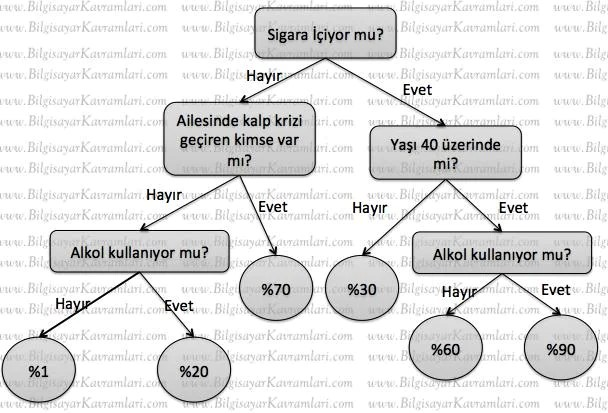 Sigara İçiyor mu?
Hayır
Evet
Ailesinde kalp krizi
geçiren kimse var
mı?
Yaşı 40 üzerinde
mi?
Hayır
Evet
Hayır
Evet
Alkol kullanıyor mu?
%70
%30
Alkol kullanıyor mu?
Hayır
Evet
Hayır
Evet
%1
%20
%60
%90
www.BilgisayarKavramlari.com